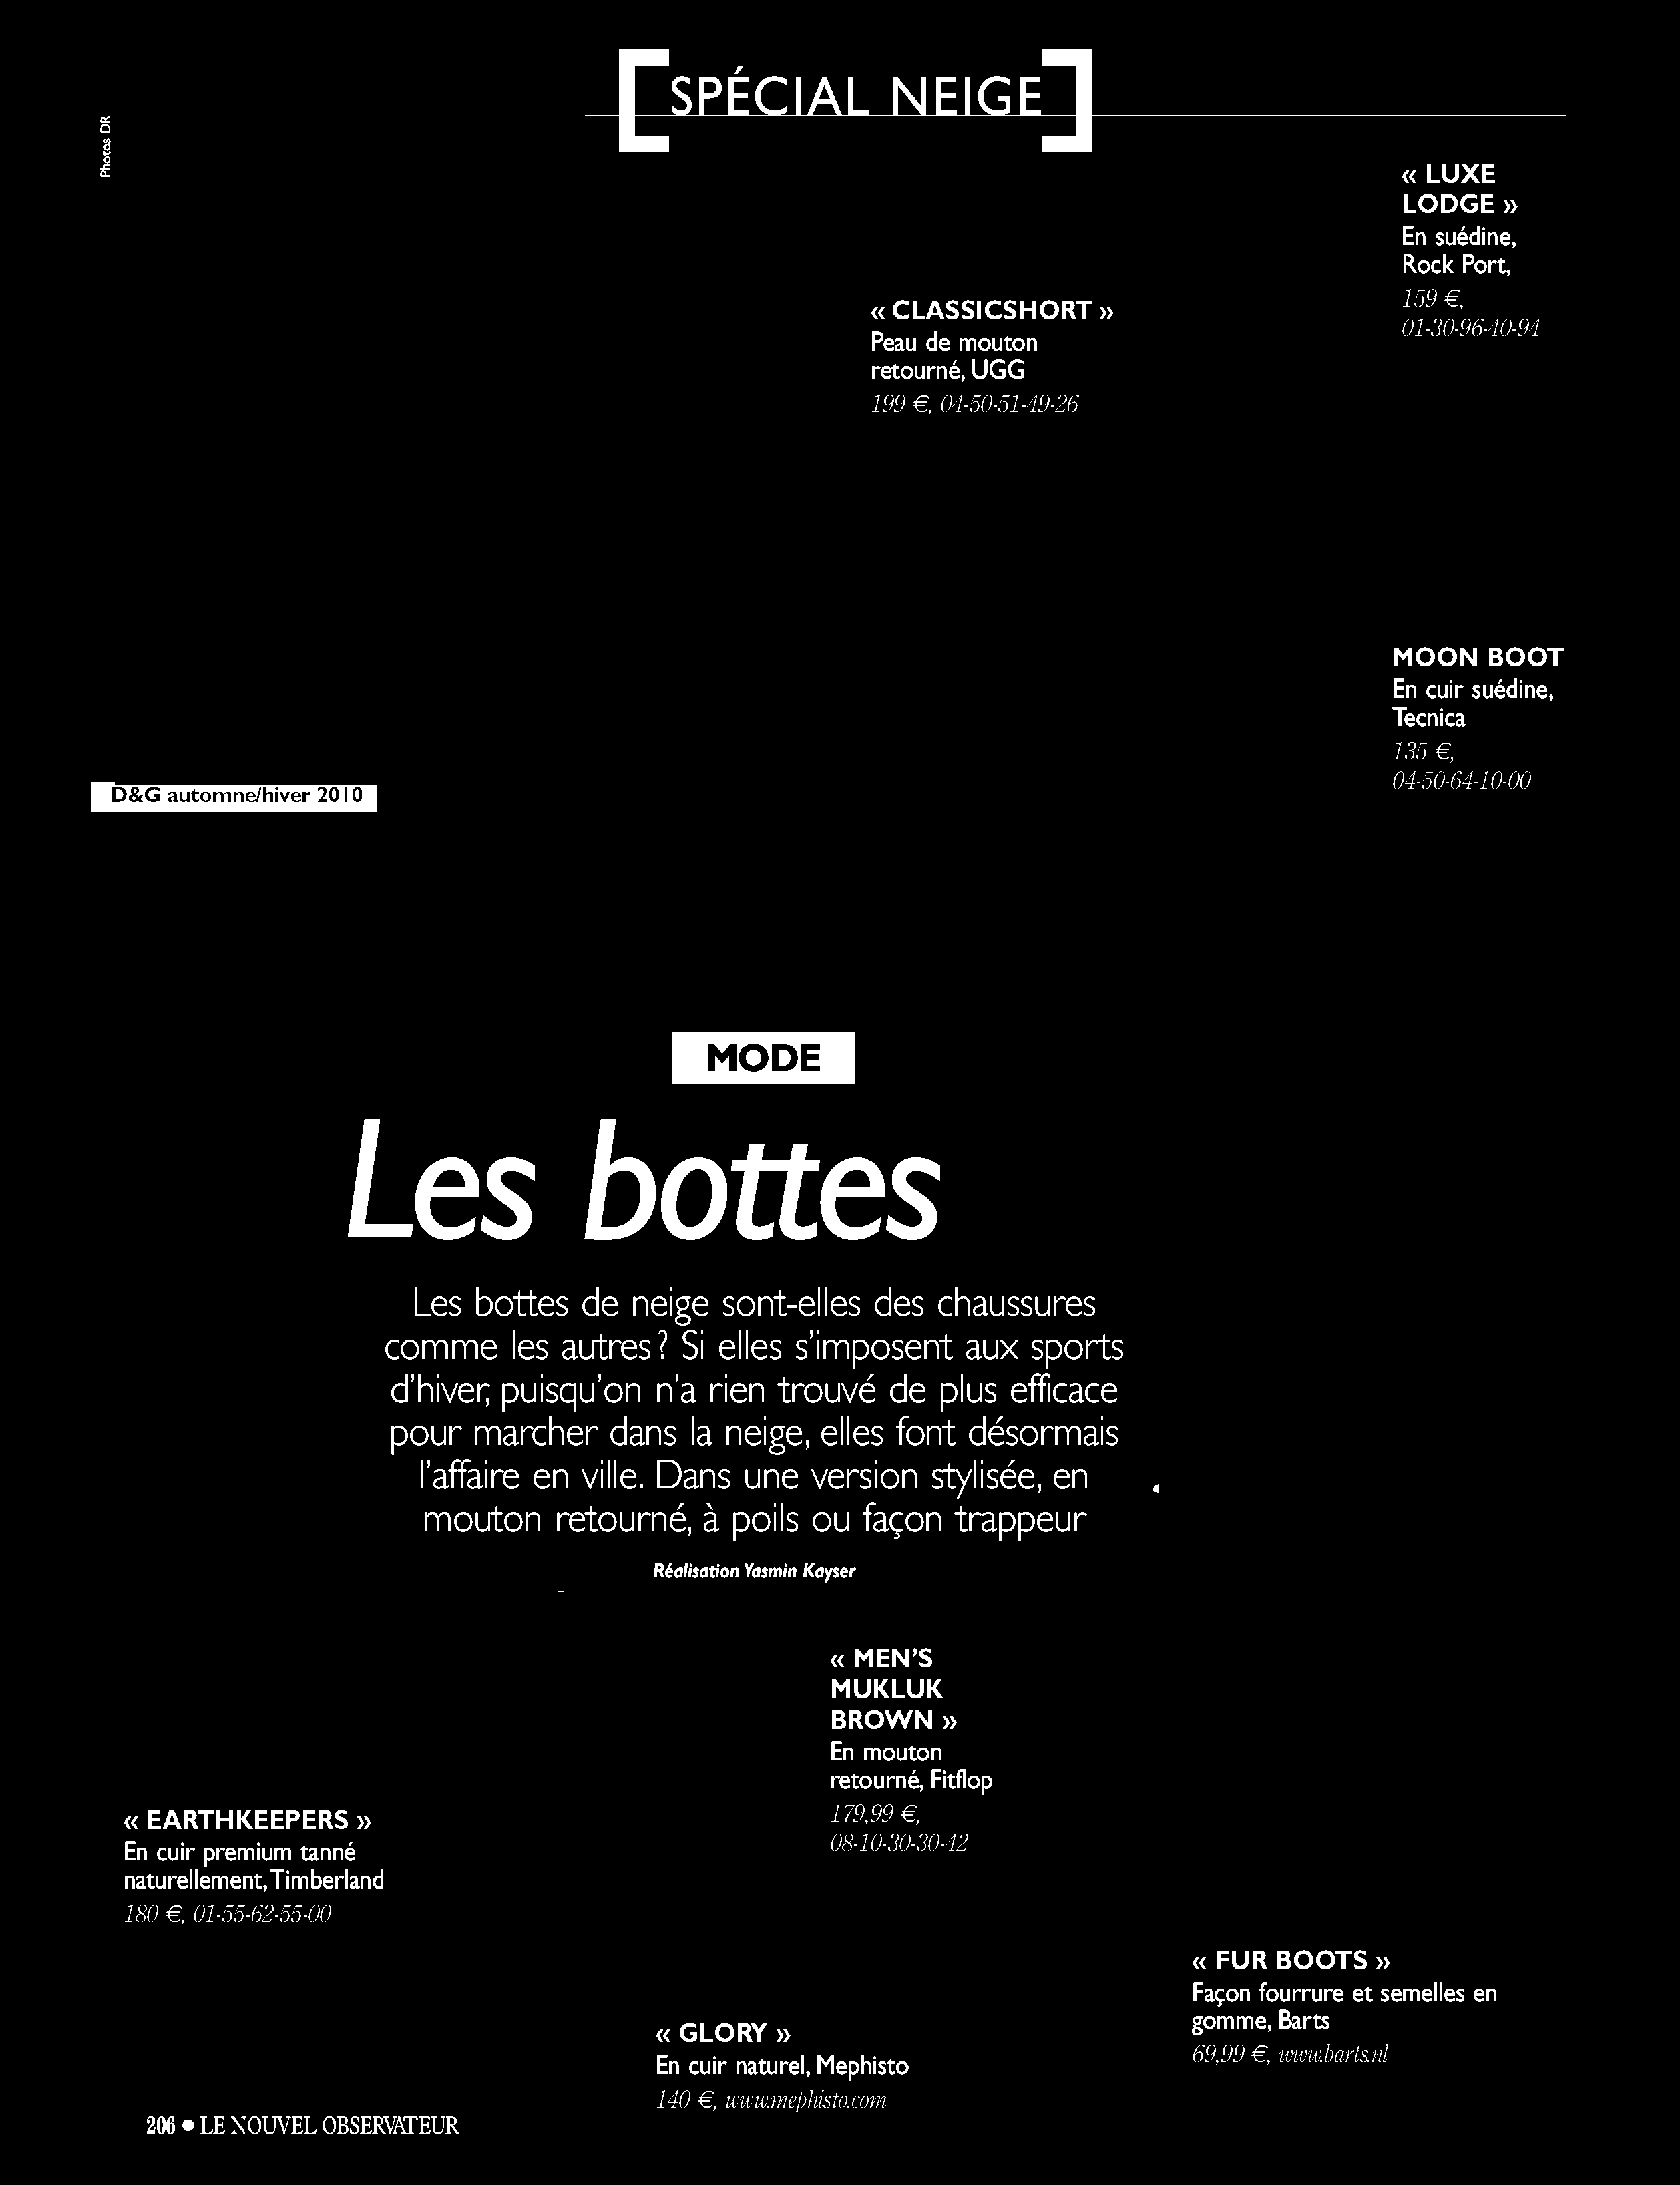 [SPÉCIAL NEIGE]
Photos DR
« LUXE
LODGE »
En suédine,
Rock Port,
159 €,
01-30-96-40-94
« CLASSICSHORT »
Peau de mouton
retourné, UGG
199 €, 04-50-51-49-26
MOON BOOT
En cuir suédine,
Tecnica
135 €,
04-50-64-10-00
D&G automne/hiver 2010
MODE
Les bottes
Les bottes de neige sont-elles des chaussures
comme les autres ? Si elles s’imposent aux sports
d’hiver, puisqu’on n’a rien trouvé de plus efficace
pour marcher dans la neige, elles font désormais
l’affaire en ville. Dans une version stylisée, en
mouton retourné, à poils ou façon trappeur
Réalisation Yasmin Kayser
« MEN’S
MUKLUK
BROWN »
En mouton
retourné, Fitflop
179,99 €,
08-10-30-30-42
« EARTHKEEPERS »
En cuir premium tanné
naturellement, Timberland
180 €, 01-55-62-55-00
« FUR BOOTS »
Façon fourrure et semelles en
gomme, Barts
69,99 €, www.barts.nl
« GLORY »
En cuir naturel, Mephisto
140 €, www.mephisto.com
206 • LE NOUVEL OBSERVATEUR